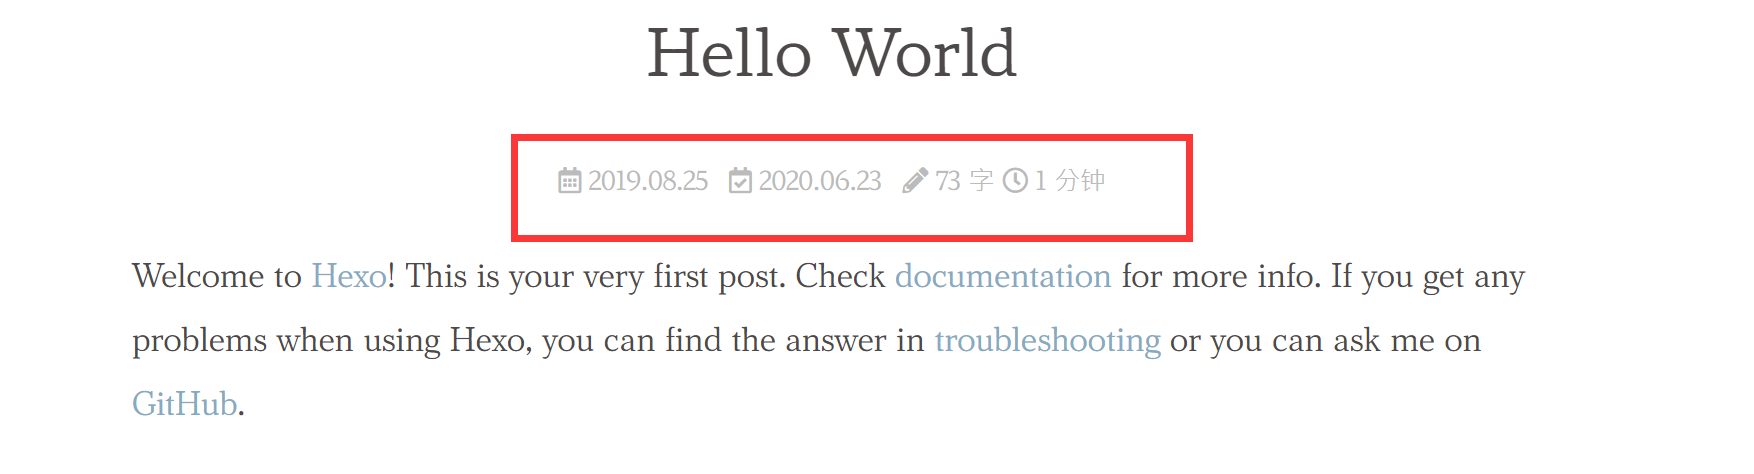 Hello World
2019.08.25 2020.06.23 73 字 1 分钟
Welcome to Hexo! This is your very first post. Check documentation for more info. If you get any
problems when using Hexo, you can find the answer in troubleshooting or you can ask me on
GitHub.